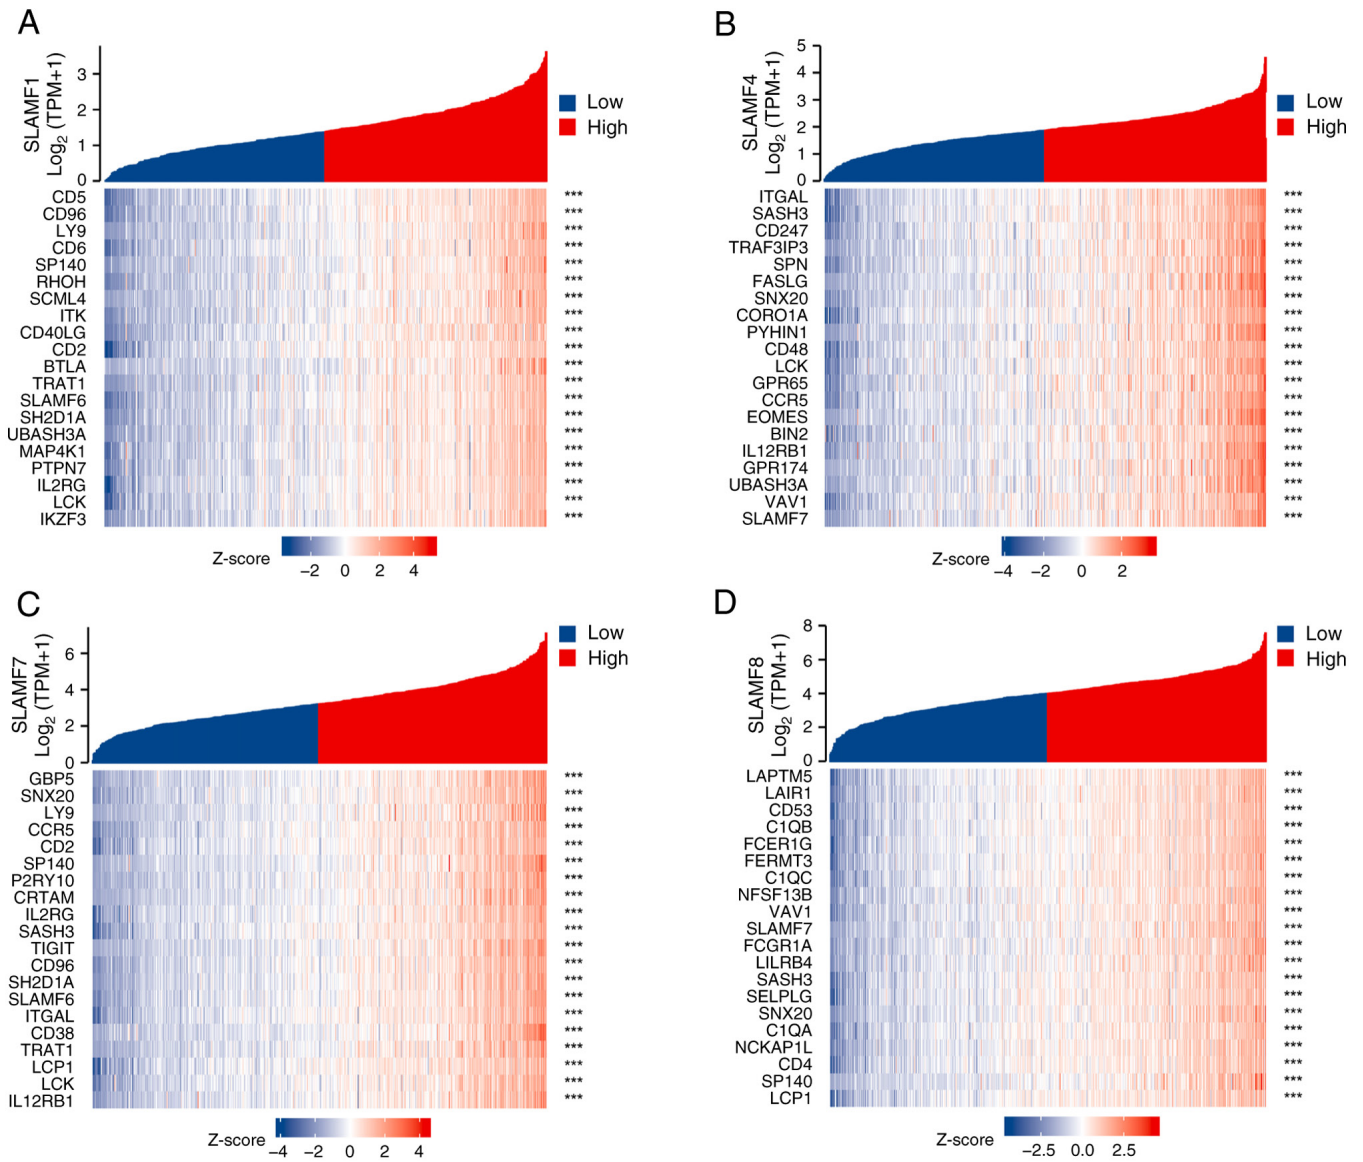 A
SLAMF1
Log2 (TPM+1)
3
2
1
0
Low
High
CD5 ***
CD96 ***
LY9 ***
CD6 ***
SP140 ***
RHOH ***
SCML4 ***
ITK ***
CD40LG ***
CD2 ***
BTLA ***
TRAT1 ***
SLAMF6 ***
SH2D1A ***
UBASH3A ***
MAP4K1 ***
PTPN7 ***
IL2RG ***
LCK ***
IKZF3 ***
Z-score
−2 0 2 4
B
SLAMF4
Log2 (TPM+1)
5
4
3
2
1
0
Low
High
ITGAL ***
SASH3 ***
CD247 ***
TRAF3IP3 ***
SPN ***
FASLG ***
SNX20 ***
CORO1A ***
PYHIN1 ***
CD48 ***
LCK ***
GPR65 ***
CCR5 ***
EOMES ***
BIN2 ***
IL12RB1 ***
GPR174 ***
UBASH3A ***
VAV1 ***
SLAMF7 ***
Z-score
−4 −2 0 2
C
SLAMF7
Log2 (TPM+1)
6
4
2
0
Low
High
GBP5 ***
SNX20 ***
LY9 ***
CCR5 ***
CD2 ***
SP140 ***
P2RY10 ***
CRTAM ***
IL2RG ***
SASH3 ***
TIGIT ***
CD96 ***
SH2D1A ***
SLAMF6 ***
ITGAL ***
CD38 ***
TRAT1 ***
LCP1 ***
LCK ***
IL12RB1 ***
Z-score
−4 −2 0 2 4
D
SLAMF8
Log2 (TPM+1)
8
6
4
2
0
Low
High
LAPTM5 ***
LAIR1 ***
CD53 ***
C1QB ***
FCER1G ***
FERMT3 ***
C1QC ***
NFSF13B ***
VAV1 ***
SLAMF7 ***
FCGR1A ***
LILRB4 ***
SASH3 ***
SELPLG ***
SNX20 ***
C1QA ***
NCKAP1L ***
CD4 ***
SP140 ***
LCP1 ***
Z-score
−2.5 0.0 2.5